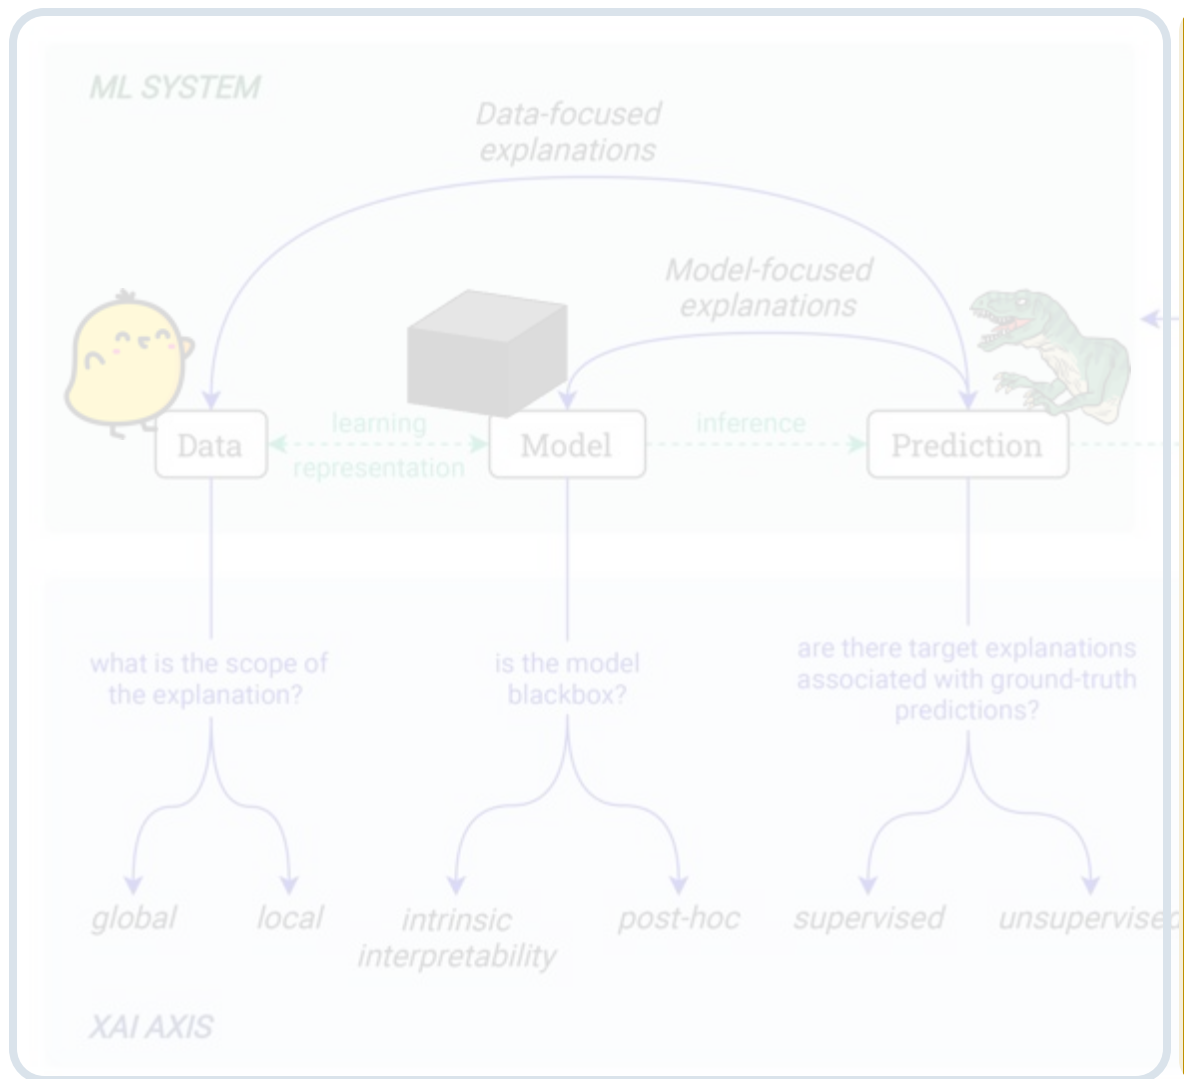 ML SYSTEM
Data-focused
explanations
Model-focused
explanations
learning
inference
Data
Model
Prediction
representation
what is the scope of
the explanation?
is the model
blackbox?
are there target explanations
associated with ground-truth
predictions?
global
local
intrinsic
interpretability
post-hoc
supervised
unsupervised
XAI AXIS